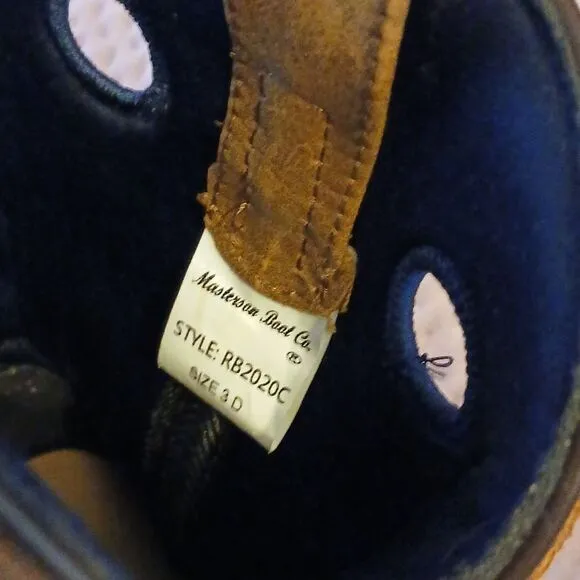 Masterson Boot Co.
®
STYLE: RB2020C
SIZE 3 D